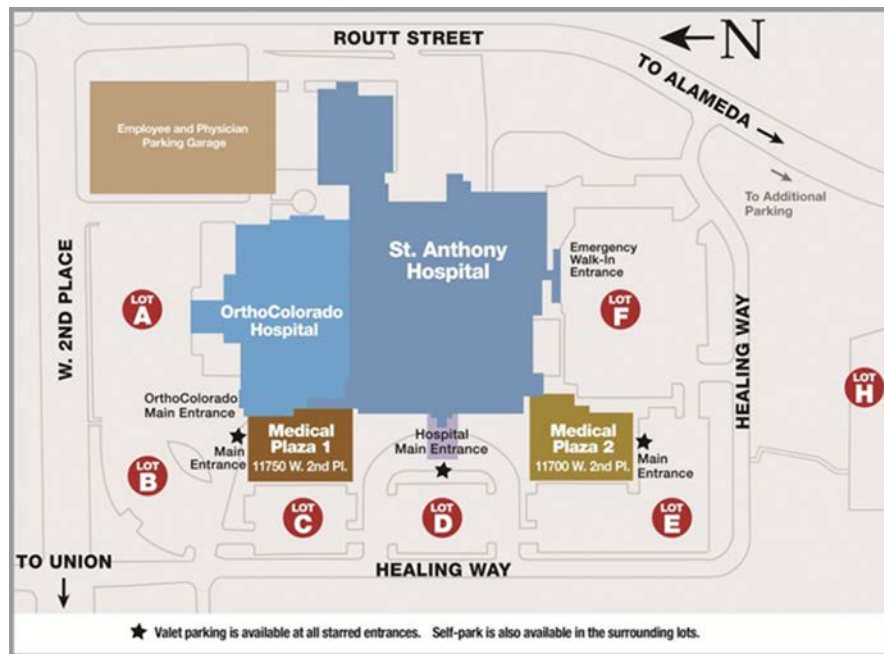 ROUTT STREET
N
TO ALAMEDA
To Additional
Parking
Employee and Physician
Parking Garage
St. Anthony
Hospital
Emergency
Walk-In
Entrance
W. 2ND PLACE
LOT
A
OrthoColorado
Hospital
LOT
F
HEALING WAY
LOT
H
OrthoColorado
Main Entrance
Main
Entrance
Medical
Plaza 1
11750 W. 2nd Pl.
Hospital
Main Entrance
Medical
Plaza 2
11700 W. 2nd Pl.
Main
Entrance
LOT
B
LOT
C
LOT
D
LOT
E
TO UNION
HEALING WAY
Valet parking is available at all starred entrances. Self-park is also available in the surrounding lots.